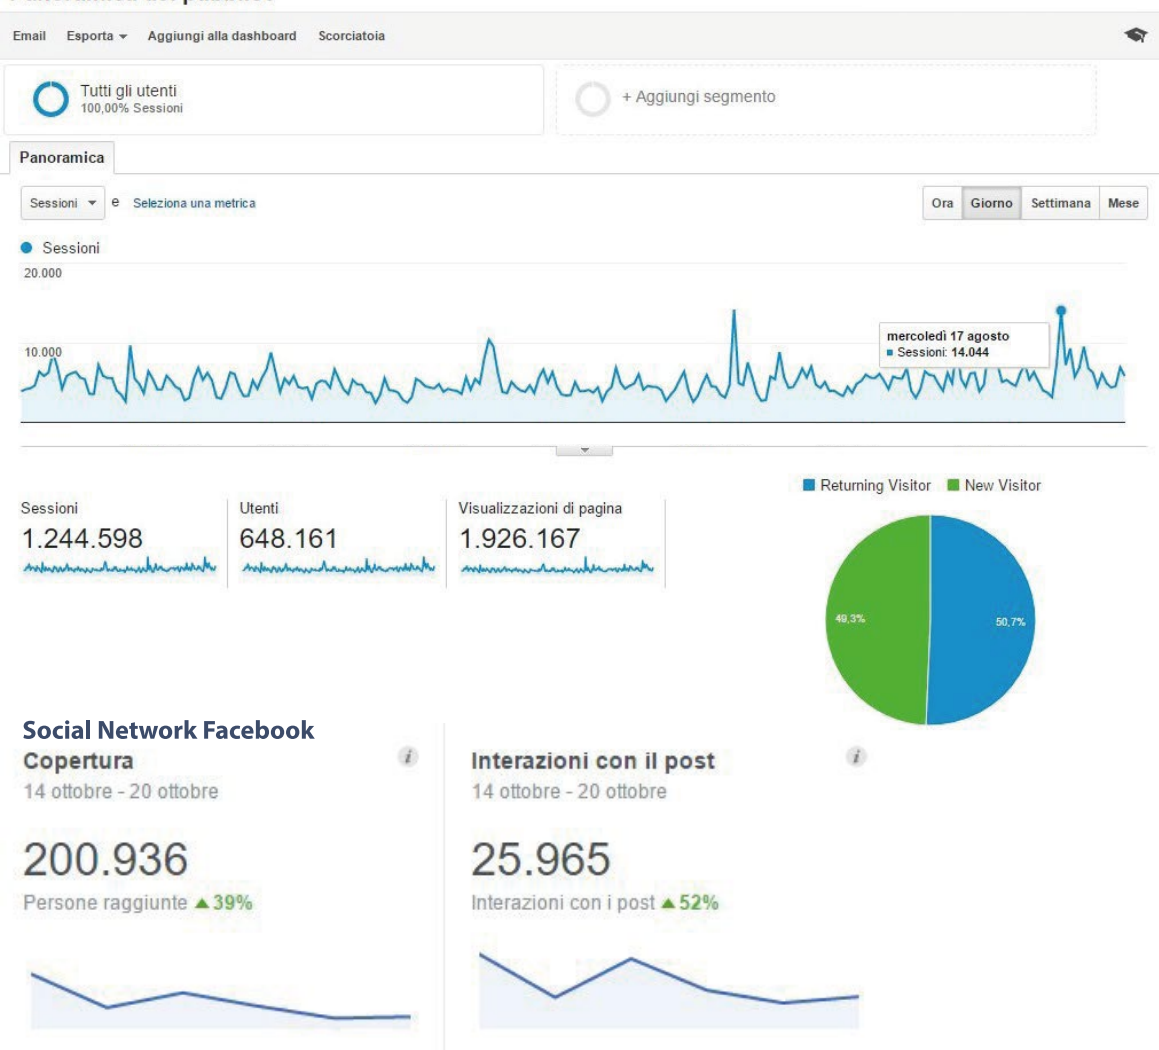 Email Esporta Aggiungi alla dashboard Scorciatoia
Tutti gli utenti
100,00% Sessioni
+ Aggiungi segmento
Panoramica
Sessioni e Seleziona una metrica
Ora Giorno Settimana Mese
Sessioni
20.000
10.000
mercoledì 17 agosto
Sessioni: 14.044
Returning Visitor New Visitor
Sessioni
1.244.598
Utenti
648.161
Visualizzazioni di pagina
1.926.167
49,3%
50,7%
Social Network Facebook
Copertura
14 ottobre - 20 ottobre
200.936
Persone raggiunte 39%
Interazioni con il post
14 ottobre - 20 ottobre
25.965
Interazioni con i post 52%